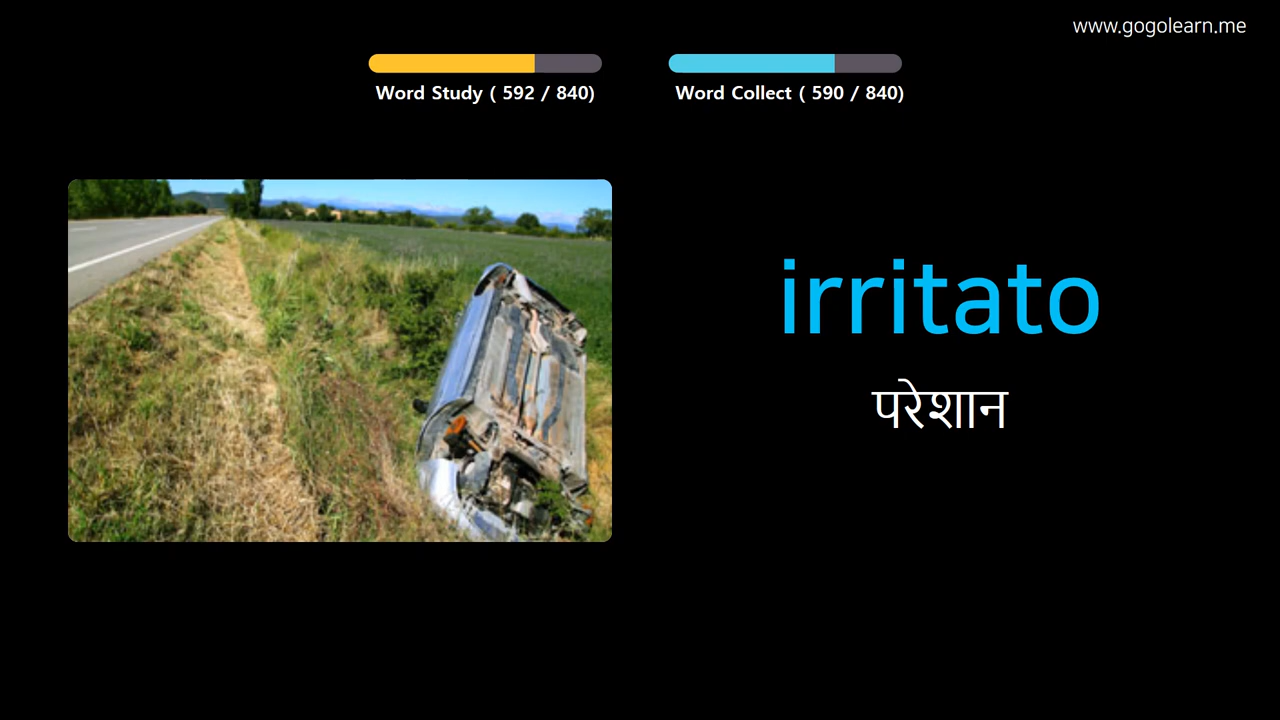 www.gogolearn.me
Word Study ( 592 / 840)
Word Collect ( 590 / 840)
irritato
परेशान